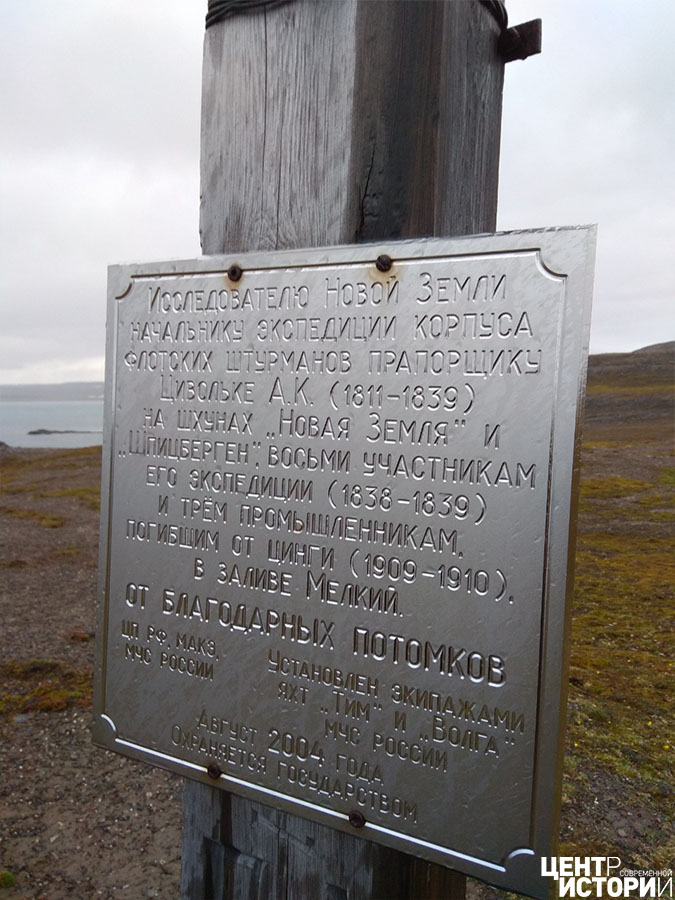 Исследователю Новой Земли
начальнику экспедиции корпуса
флотских штурманов прапорщику
Цивольке А.К. (1811–1839)
на шхунах „Новая Земля" и
„Шпицберген", восьми участникам
его экспедиции (1838–1839)
и трём промышленникам,
погибшим от цинги (1909–1910),
в заливе Мелкий.
от благодарных потомков
ЦП РФ, МАКЭ,
МЧС России
Установлен экипажами
яхт „Тим" и „Волга"
МЧС России
Август 2004 года
Охраняется государством
ЦЕНТР
СОВРЕМЕННОЙ
ИСТОРИИ